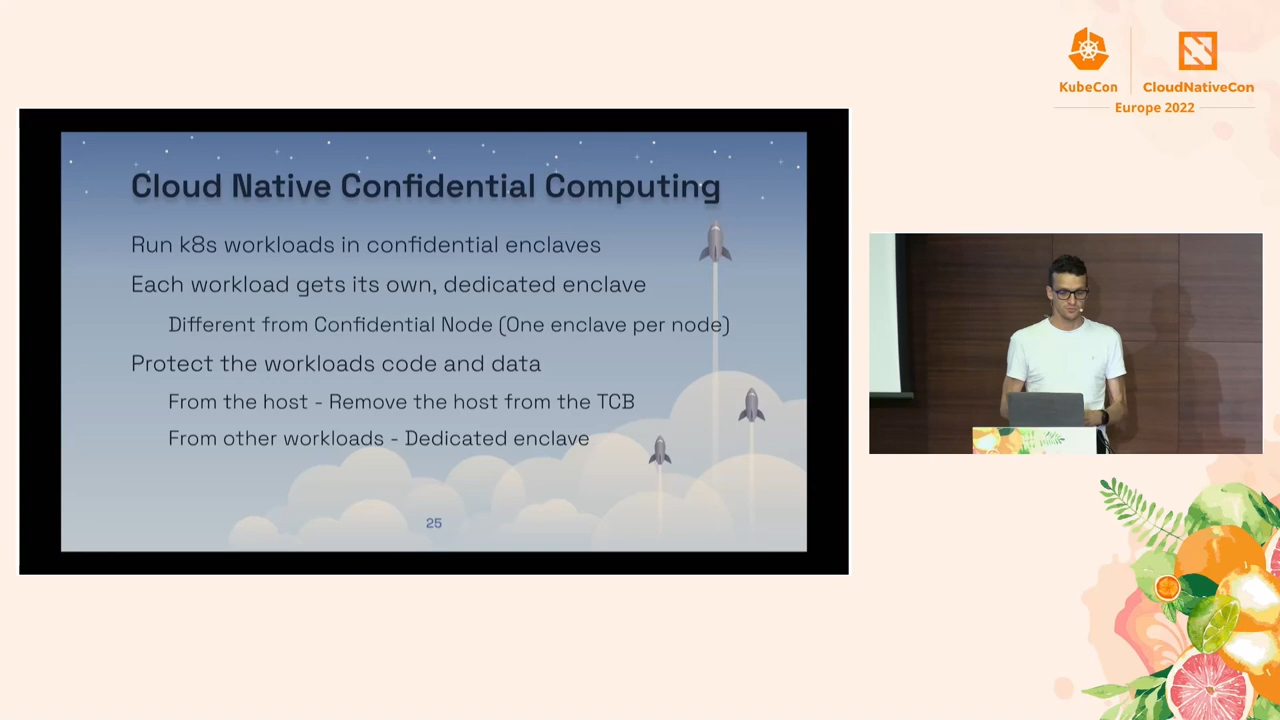 KubeCon
CloudNativeCon
Europe 2022
Cloud Native Confidential Computing
Run k8s workloads in confidential enclaves
Each workload gets its own, dedicated enclave
Different from Confidential Node (One enclave per node)
Protect the workloads code and data
From the host - Remove the host from the TCB
From other workloads - Dedicated enclave
25